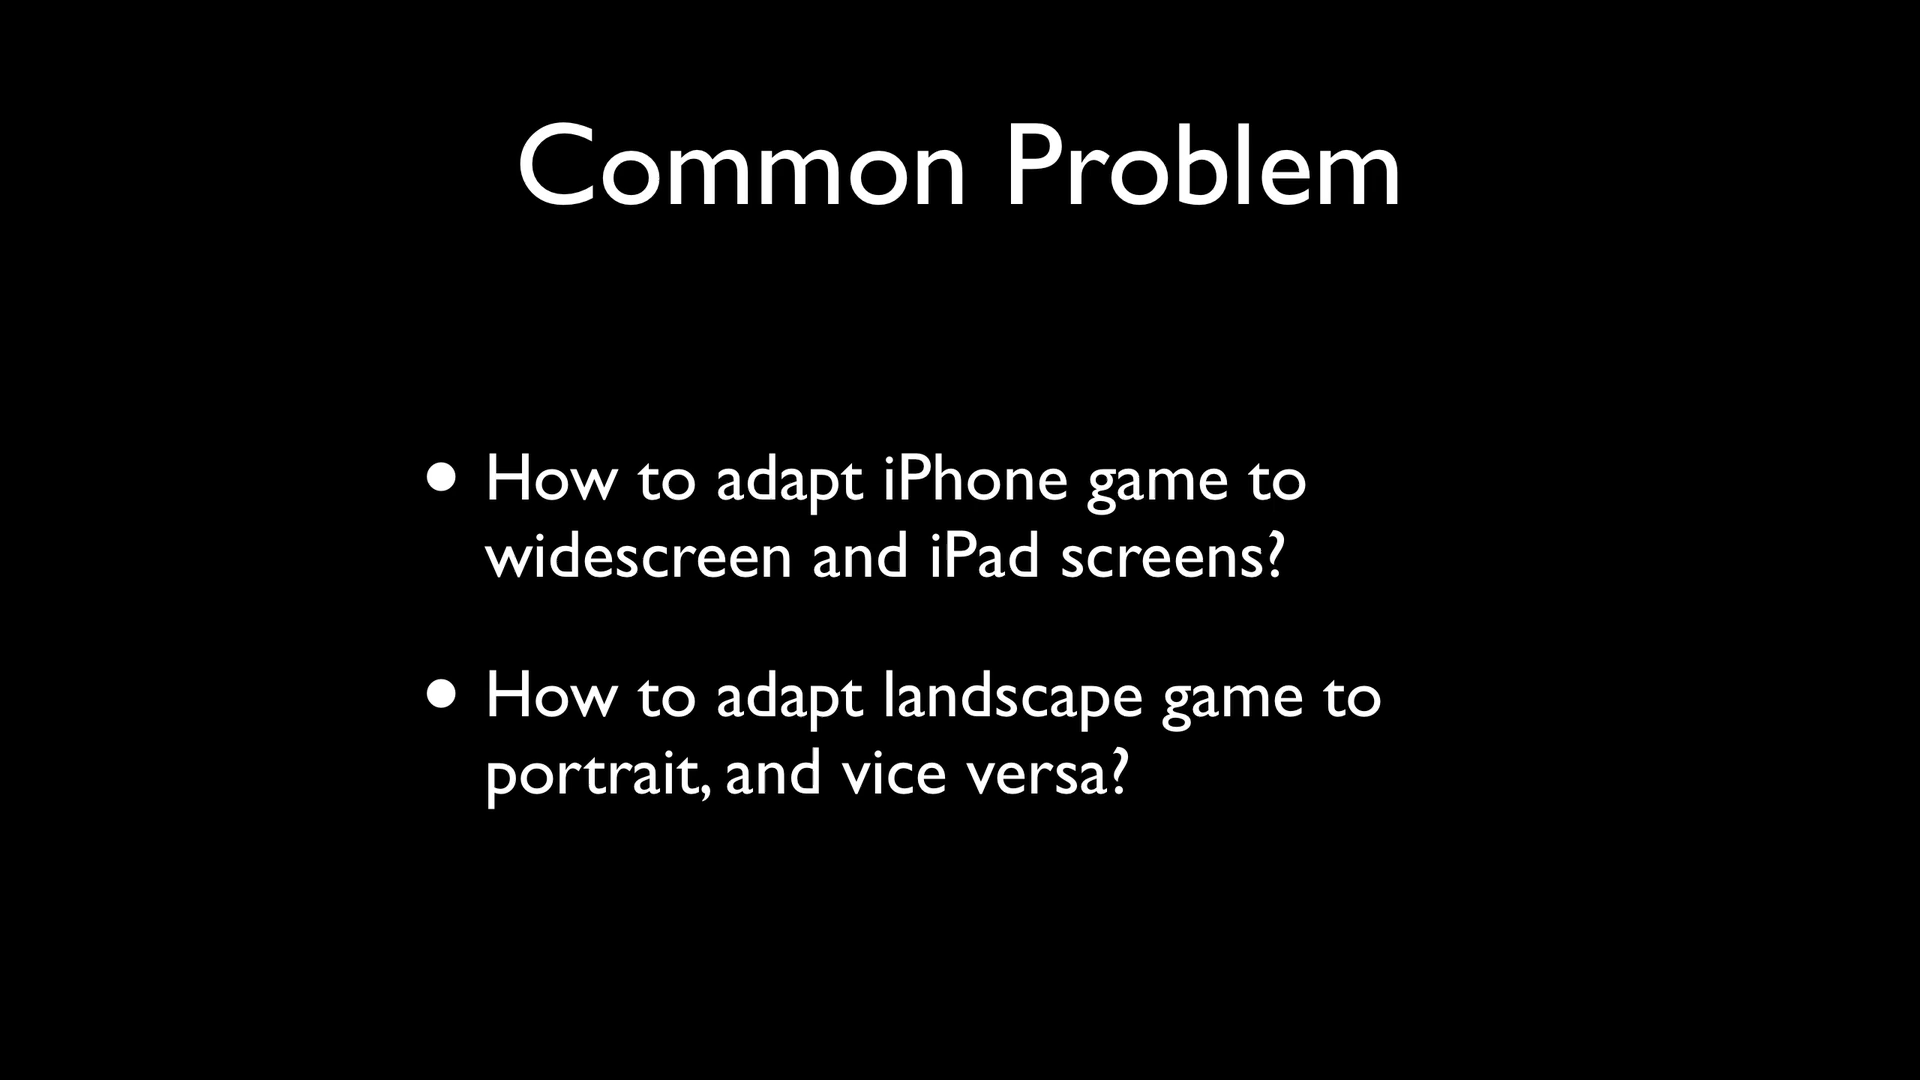 Common Problem
• How to adapt iPhone game to
widescreen and iPad screens?
• How to adapt landscape game to
portrait, and vice versa?